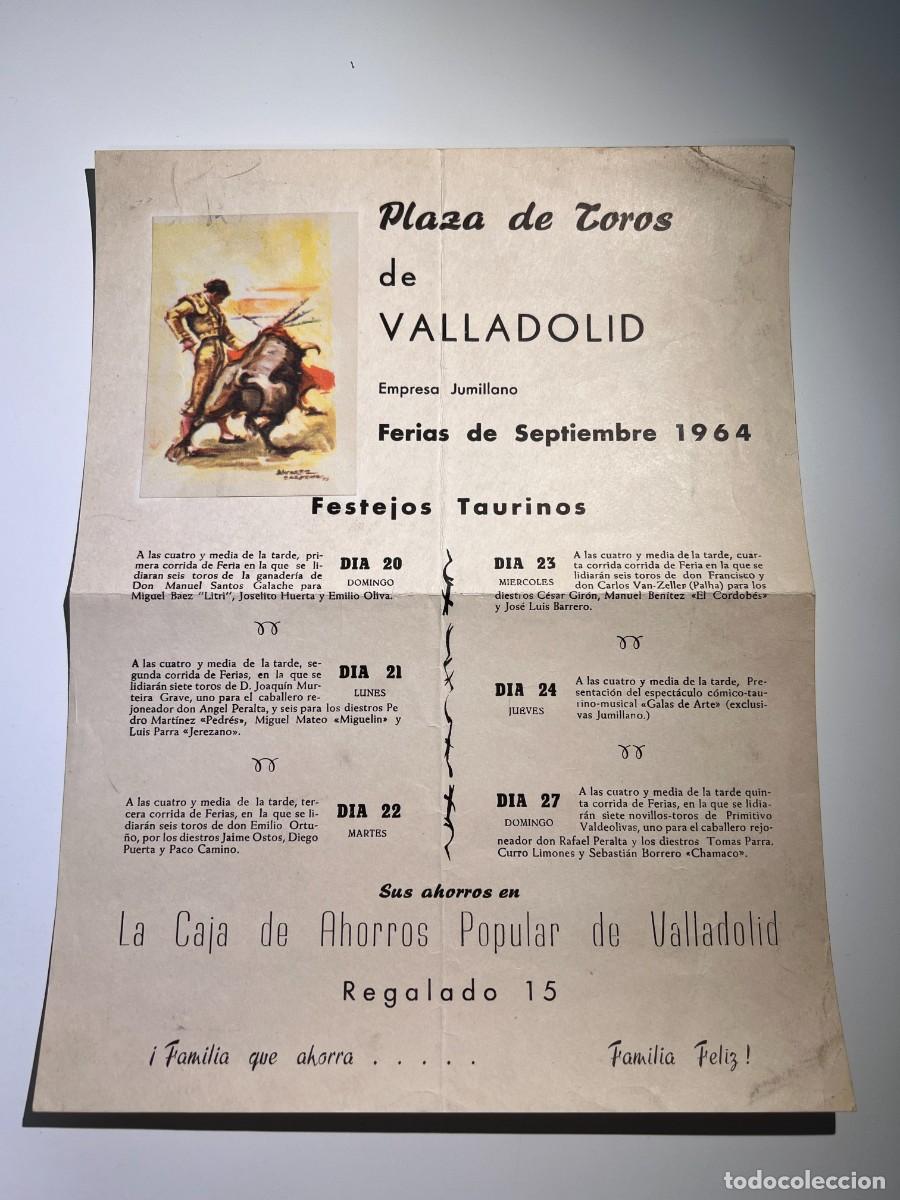 Plaza de Toros
de
VALLADOLID
Empresa Jumillano
Ferias de Septiembre 1964
Festejos Taurinos
A las cuatro y media de la tarde, pri-
mera corrida de Feria en la que se li-
diaran seis toros de la ganadería de
Don Manuel Santos Galache para
Miguel Baez "Litri", Joselito Huerta y Emilio Oliva.
DIA 20
DOMINGO
A las cuatro y media de la tarde, se-
gunda corrida de Ferias, en la que se
lidiarán siete toros de D. Joaquín Mur-
teira Grave, uno para el caballero re-
joneador don Angel Peralta, y seis para los diestros Pe
dro Martínez «Pedrés», Miguel Mateo «Miguelin» y
Luis Parra «Jerezano».
DIA 21
LUNES
A las cuatro y media de la tarde, ter-
cera corrida de Ferias, en la que se li-
diarán seis toros de don Emilio Ortu-
ño, por los diestros Jaime Ostos, Diego
Puerta y Paco Camino.
DIA 22
MARTES
DIA 23
MIERCOLES
A las cuatro y media de la tarde, cuar-
ta corrida de Feria en la que se
lidiarán seis toros de don Francisco y
don Carlos Van-Zeller (Palha) para los
diestros César Girón, Manuel Benítez «El Cordobés»
y José Luis Barrero.
DIA 24
JUEVES
A las cuatro y media de la tarde, Pre-
sentación del espectáculo cómico-tau-
rino-musical «Galas de Arte» (exclusi-
vas Jumillano.)
DIA 27
DOMINGO
A las cuatro y media de la tarde quin-
ta corrida de Ferias, en la que se lidia-
rán siete novillos-toros de Primitivo
Valdeolivas, uno para el caballero rejo-
neador don Rafael Peralta y los diestros Tomas Parra.
Curro Limones y Sebastián Borrero «Chamaco».
Sus ahorros en
La Caja de Ahorros Popular de Valladolid
Regalado 15
¡Familia que ahorra . . . . . Familia Feliz!
todocoleccion